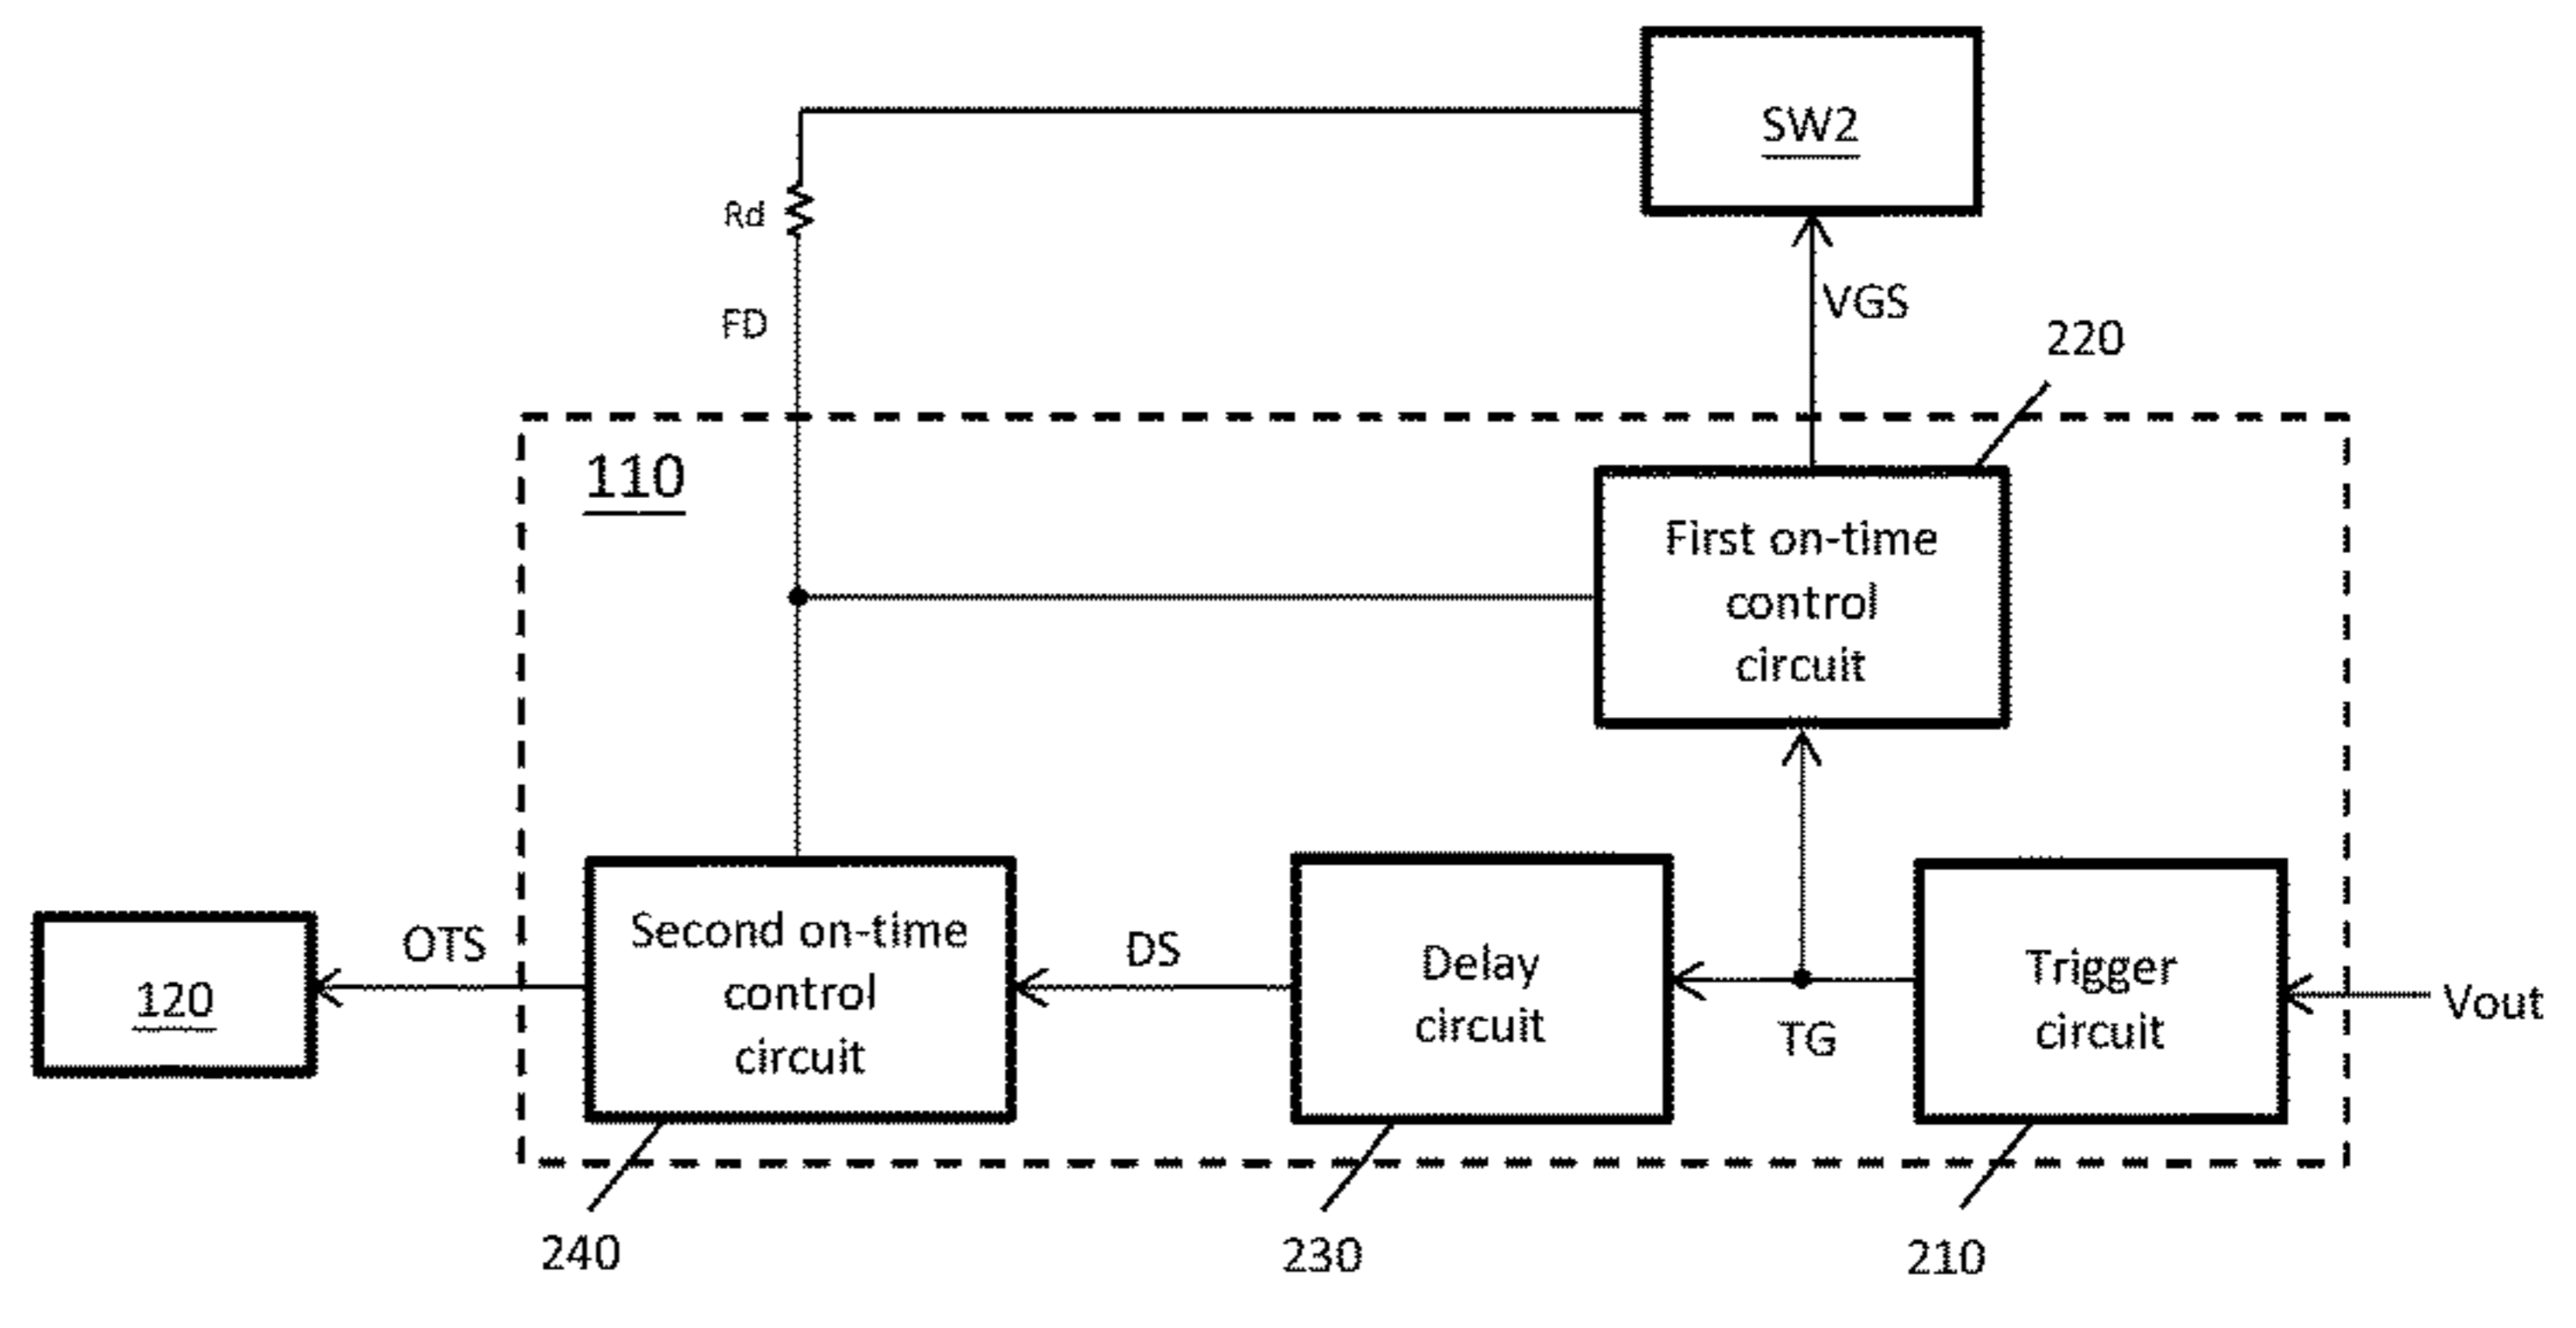 SW2
Rd
FD
VGS
220
110
First on-time
control
circuit
Second on-time
control
circuit
OTS
120
DS
Delay
circuit
TG
Trigger
circuit
Vout
240
230
210